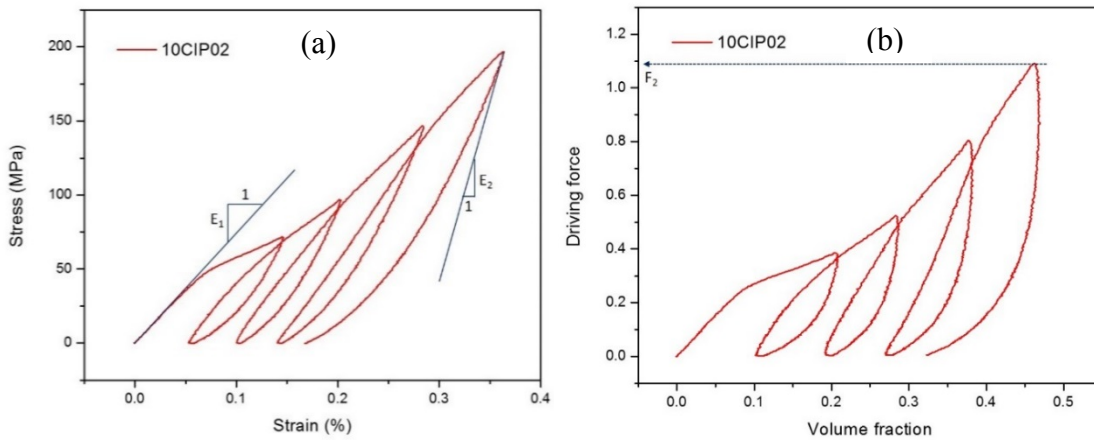 (a)
10CIP02
Stress (MPa)
200
150
100
50
0
E1
1
E2
1
0.0 0.1 0.2 0.3 0.4
Strain (%)
(b)
10CIP02
Driving force
1.2
1.0
0.8
0.6
0.4
0.2
0.0
F2
0.0 0.1 0.2 0.3 0.4 0.5
Volume fraction